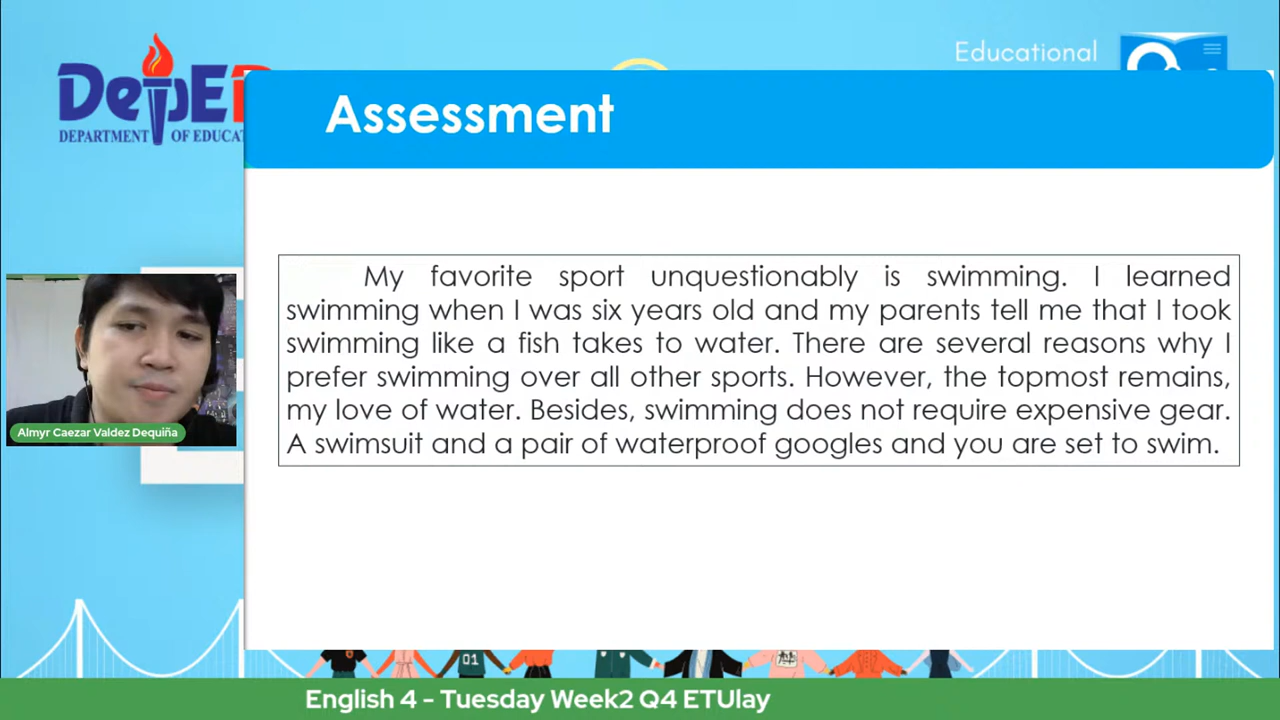 Educational
DepED
DEPARTMENT OF EDUCAT
Assessment
My favorite sport unquestionably is swimming. I learned
swimming when I was six years old and my parents tell me that I took
swimming like a fish takes to water. There are several reasons why I
prefer swimming over all other sports. However, the topmost remains,
my love of water. Besides, swimming does not require expensive gear.
A swimsuit and a pair of waterproof googles and you are set to swim.
Almyr Caezar Valdez Dequiña
01
English 4 - Tuesday Week2 Q4 ETUlay